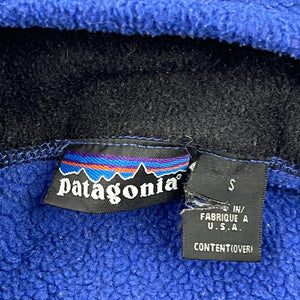 patagonia®
S
IN/
FABRIQUE A
U.S.A.
CONTENT(OVER)